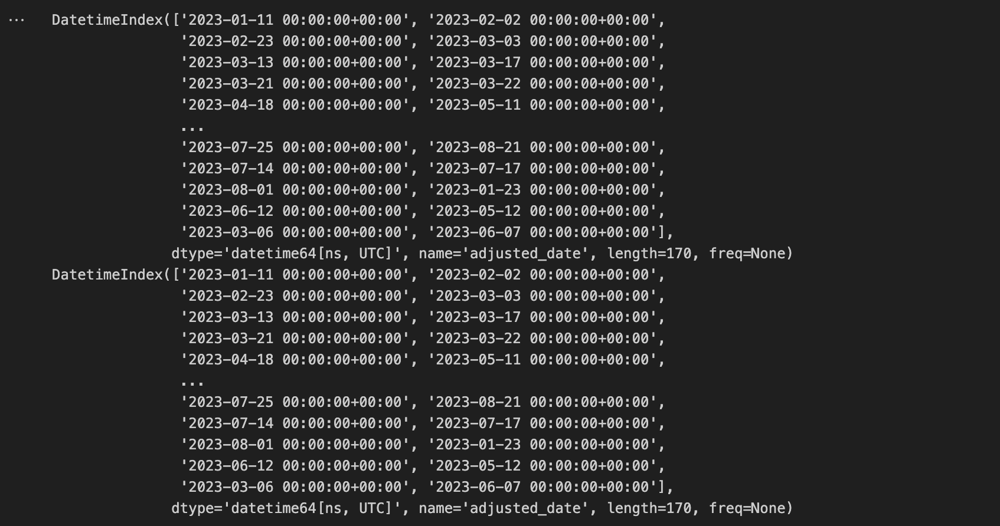 ... DatetimeIndex(['2023-01-11 00:00:00+00:00', '2023-02-02 00:00:00+00:00',
'2023-02-23 00:00:00+00:00', '2023-03-03 00:00:00+00:00',
'2023-03-13 00:00:00+00:00', '2023-03-17 00:00:00+00:00',
'2023-03-21 00:00:00+00:00', '2023-03-22 00:00:00+00:00',
'2023-04-18 00:00:00+00:00', '2023-05-11 00:00:00+00:00',
...
'2023-07-25 00:00:00+00:00', '2023-08-21 00:00:00+00:00',
'2023-07-14 00:00:00+00:00', '2023-07-17 00:00:00+00:00',
'2023-08-01 00:00:00+00:00', '2023-01-23 00:00:00+00:00',
'2023-06-12 00:00:00+00:00', '2023-05-12 00:00:00+00:00',
'2023-03-06 00:00:00+00:00', '2023-06-07 00:00:00+00:00'],
dtype='datetime64[ns, UTC]', name='adjusted_date', length=170, freq=None)
DatetimeIndex(['2023-01-11 00:00:00+00:00', '2023-02-02 00:00:00+00:00',
'2023-02-23 00:00:00+00:00', '2023-03-03 00:00:00+00:00',
'2023-03-13 00:00:00+00:00', '2023-03-17 00:00:00+00:00',
'2023-03-21 00:00:00+00:00', '2023-03-22 00:00:00+00:00',
'2023-04-18 00:00:00+00:00', '2023-05-11 00:00:00+00:00',
...
'2023-07-25 00:00:00+00:00', '2023-08-21 00:00:00+00:00',
'2023-07-14 00:00:00+00:00', '2023-07-17 00:00:00+00:00',
'2023-08-01 00:00:00+00:00', '2023-01-23 00:00:00+00:00',
'2023-06-12 00:00:00+00:00', '2023-05-12 00:00:00+00:00',
'2023-03-06 00:00:00+00:00', '2023-06-07 00:00:00+00:00'],
dtype='datetime64[ns, UTC]', name='adjusted_date', length=170, freq=None)